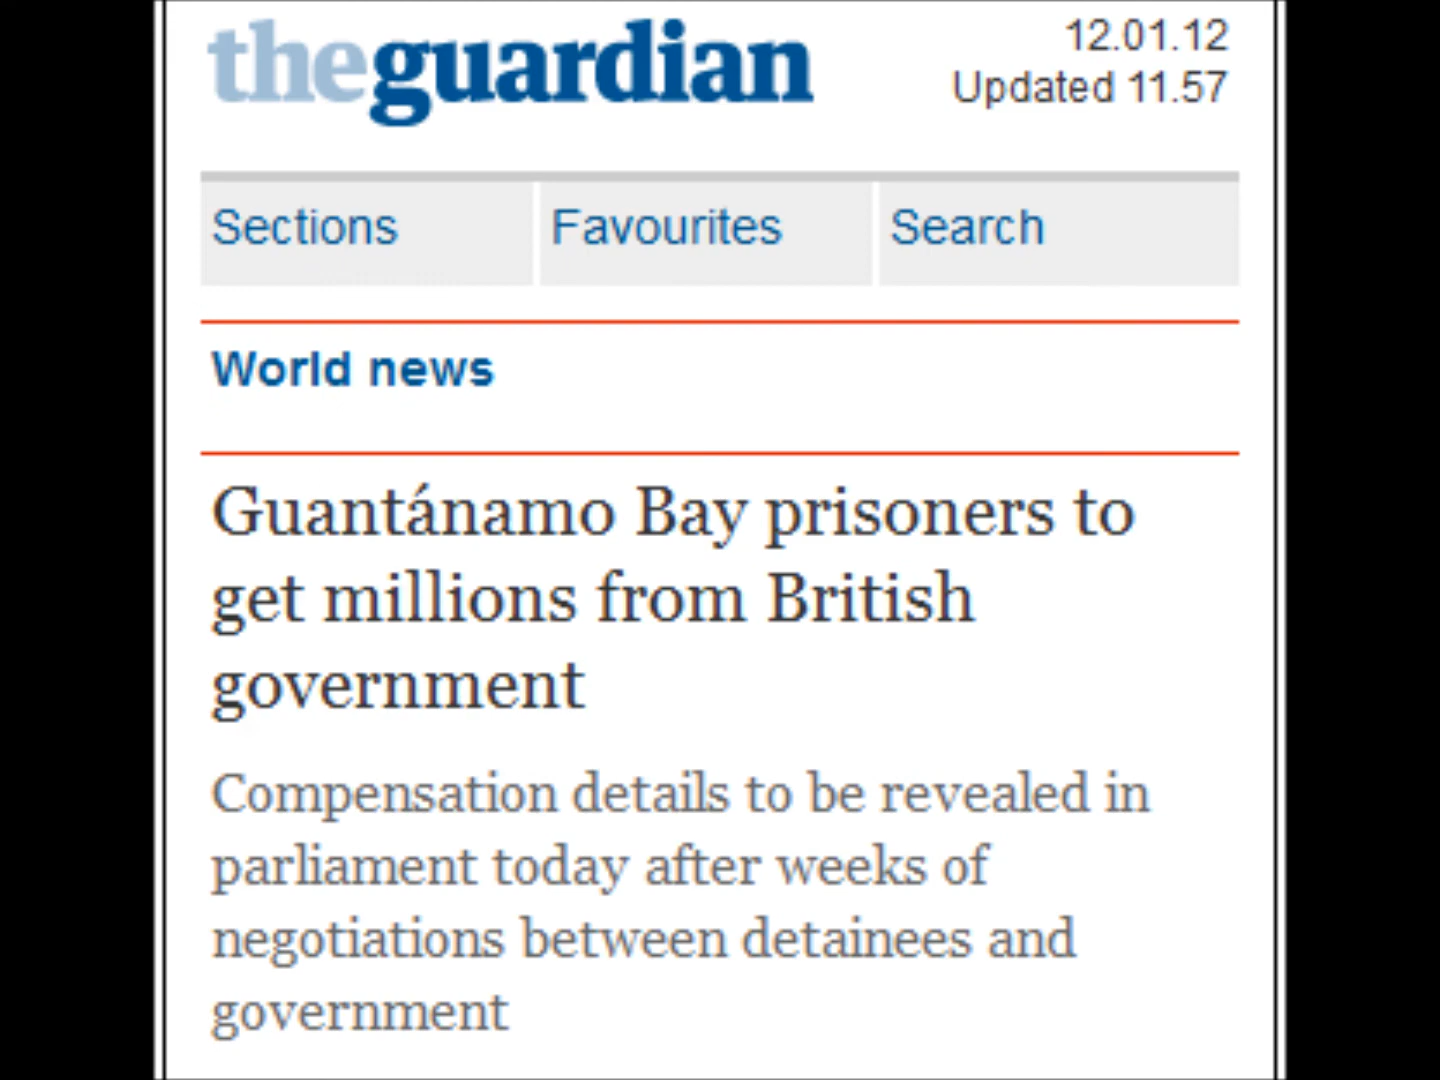 theguardian
12.01.12
Updated 11.57
Sections Favourites Search
World news
Guantánamo Bay prisoners to
get millions from British
government
Compensation details to be revealed in
parliament today after weeks of
negotiations between detainees and
government